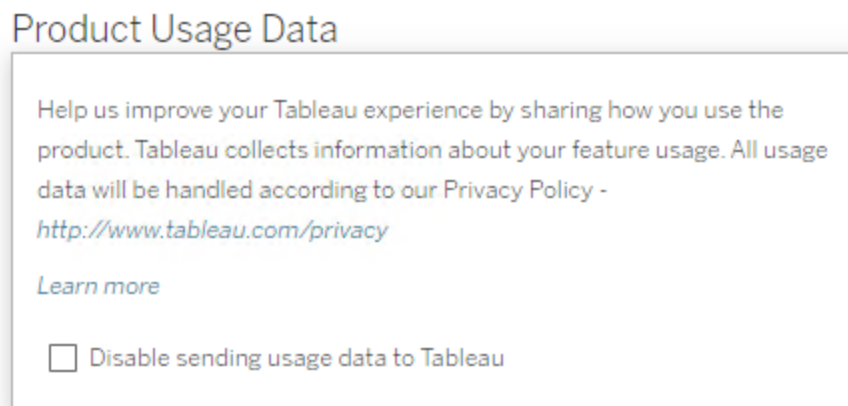 Product Usage Data
Help us improve your Tableau experience by sharing how you use the
product. Tableau collects information about your feature usage. All usage
data will be handled according to our Privacy Policy -
http://www.tableau.com/privacy
Learn more
Disable sending usage data to Tableau